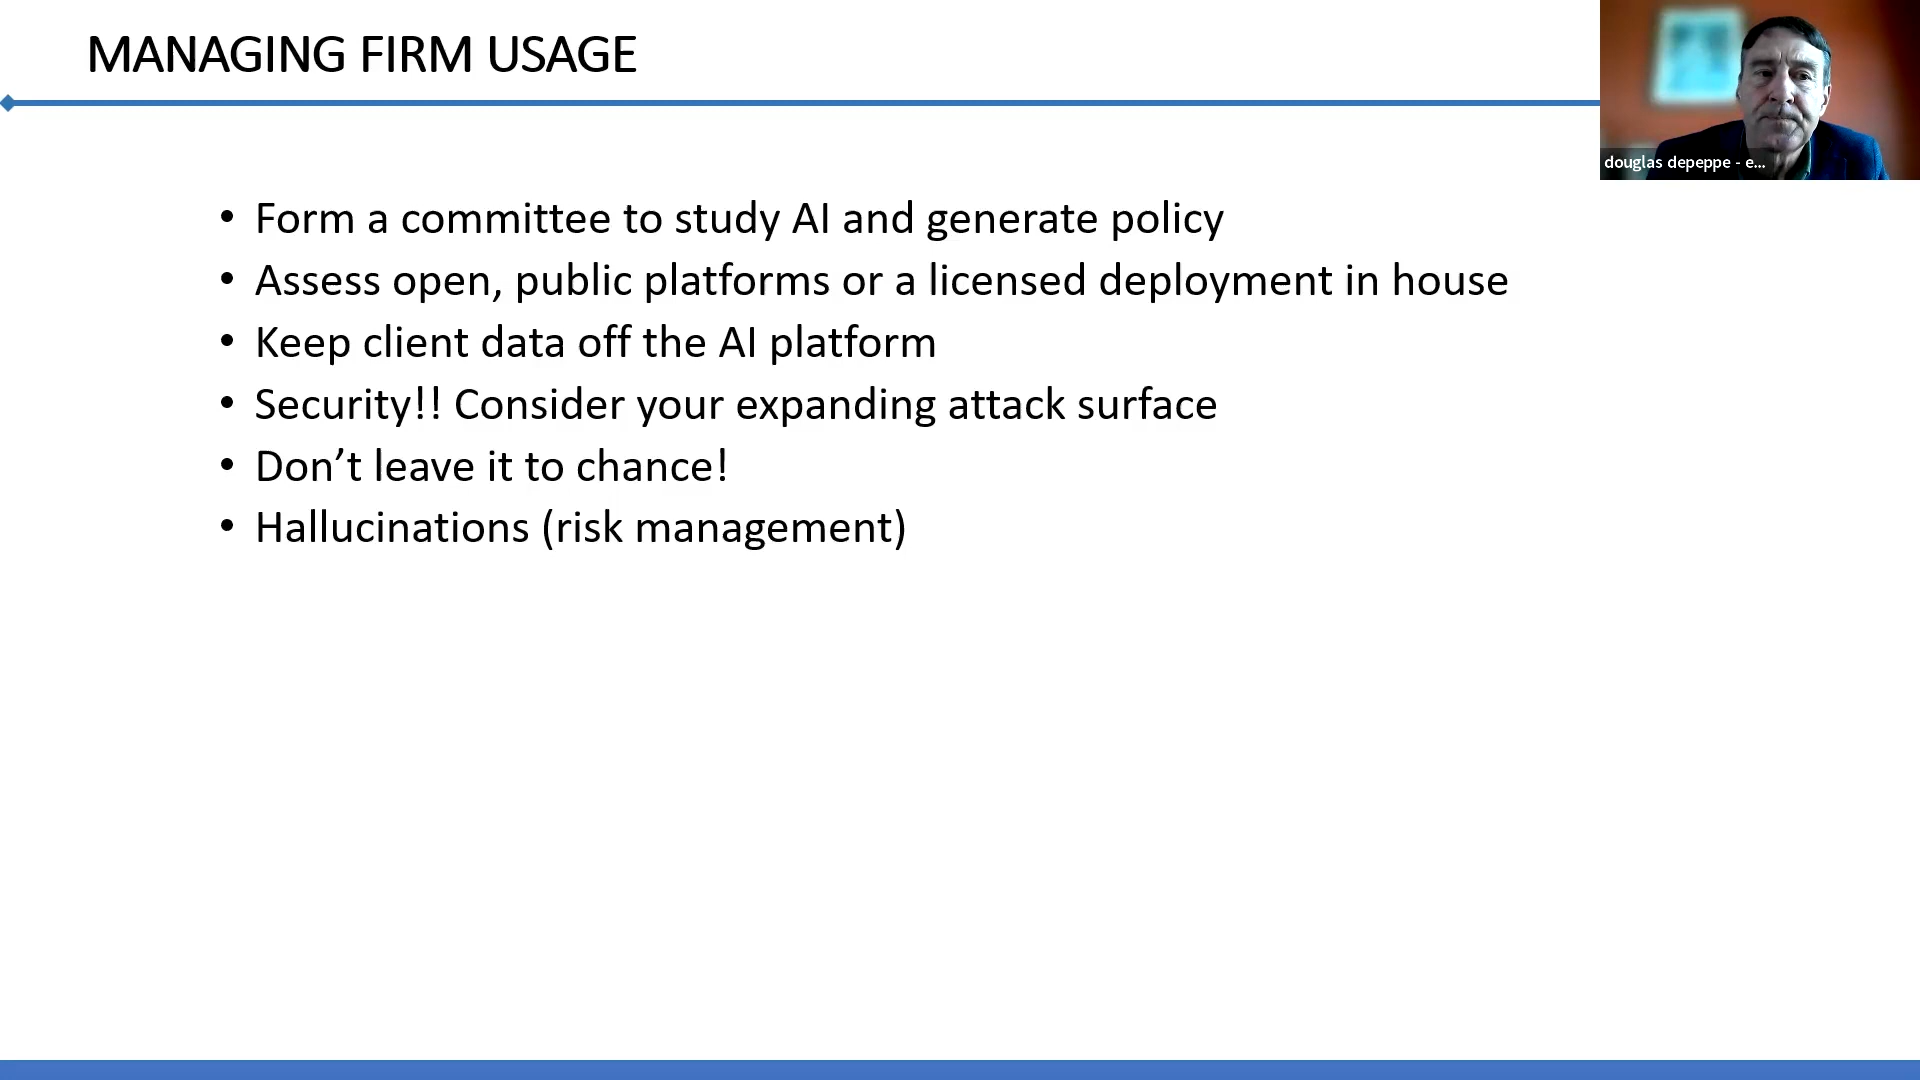 MANAGING FIRM USAGE
douglas depeppe - e...
• Form a committee to study AI and generate policy
• Assess open, public platforms or a licensed deployment in house
• Keep client data off the AI platform
• Security!! Consider your expanding attack surface
• Don’t leave it to chance!
• Hallucinations (risk management)